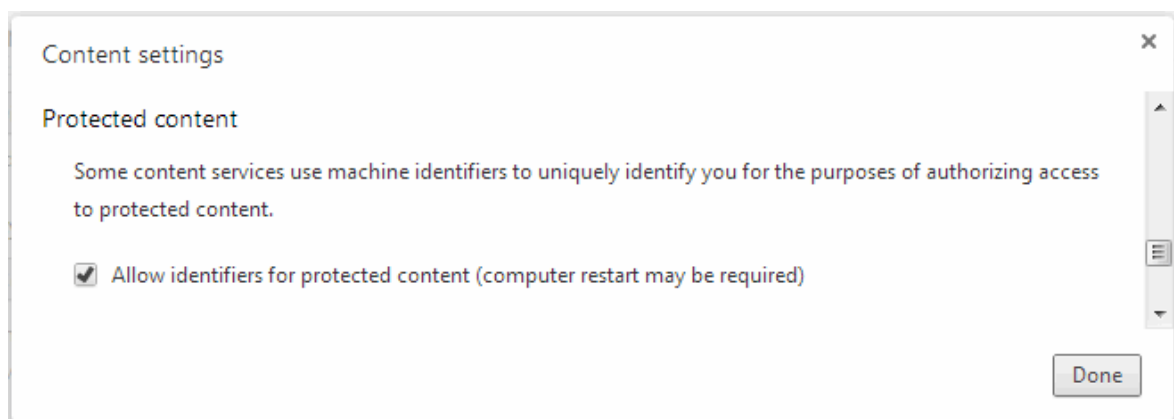 Content settings
Protected content
Some content services use machine identifiers to uniquely identify you for the purposes of authorizing access
to protected content.
Allow identifiers for protected content (computer restart may be required)
Done